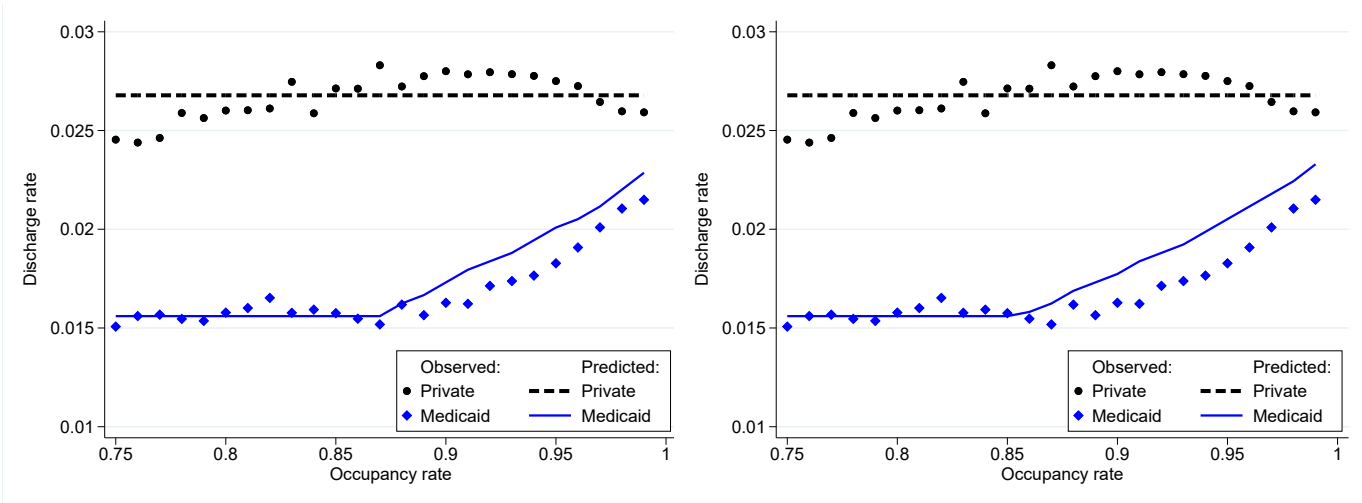 0.03
0.025
0.02
0.015
0.01
Discharge rate
0.75 0.8 0.85 0.9 0.95 1
Occupancy rate
Observed: Predicted:
Private Private
Medicaid Medicaid
0.03
0.025
0.02
0.015
0.01
Discharge rate
0.75 0.8 0.85 0.9 0.95 1
Occupancy rate
Observed: Predicted:
Private Private
Medicaid Medicaid